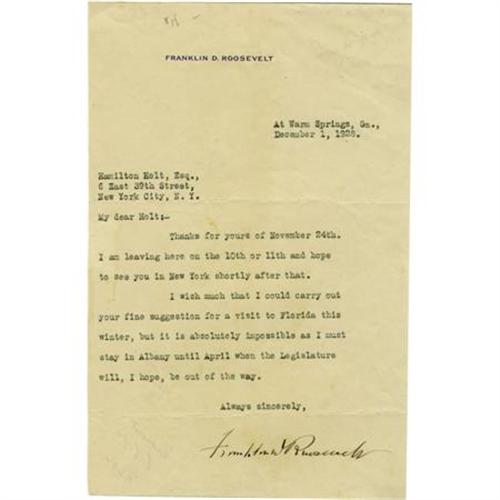 FRANKLIN D. ROOSEVELT
At Warm Springs, Ga.,
December 1, 1928.
Hamilton Holt, Esq.,
6 East 39th Street,
New York City, N. Y.
My dear Holt:-
Thanks for yours of November 24th.
I am leaving here on the 10th or 11th and hope
to see you in New York shortly after that.
I wish much that I could carry out
your fine suggestion for a visit to Florida this
winter, but it is absolutely impossible as I must
stay in Albany until April when the Legislature
will, I hope, be out of the way.
Always sincerely,
Franklin D Roosevelt